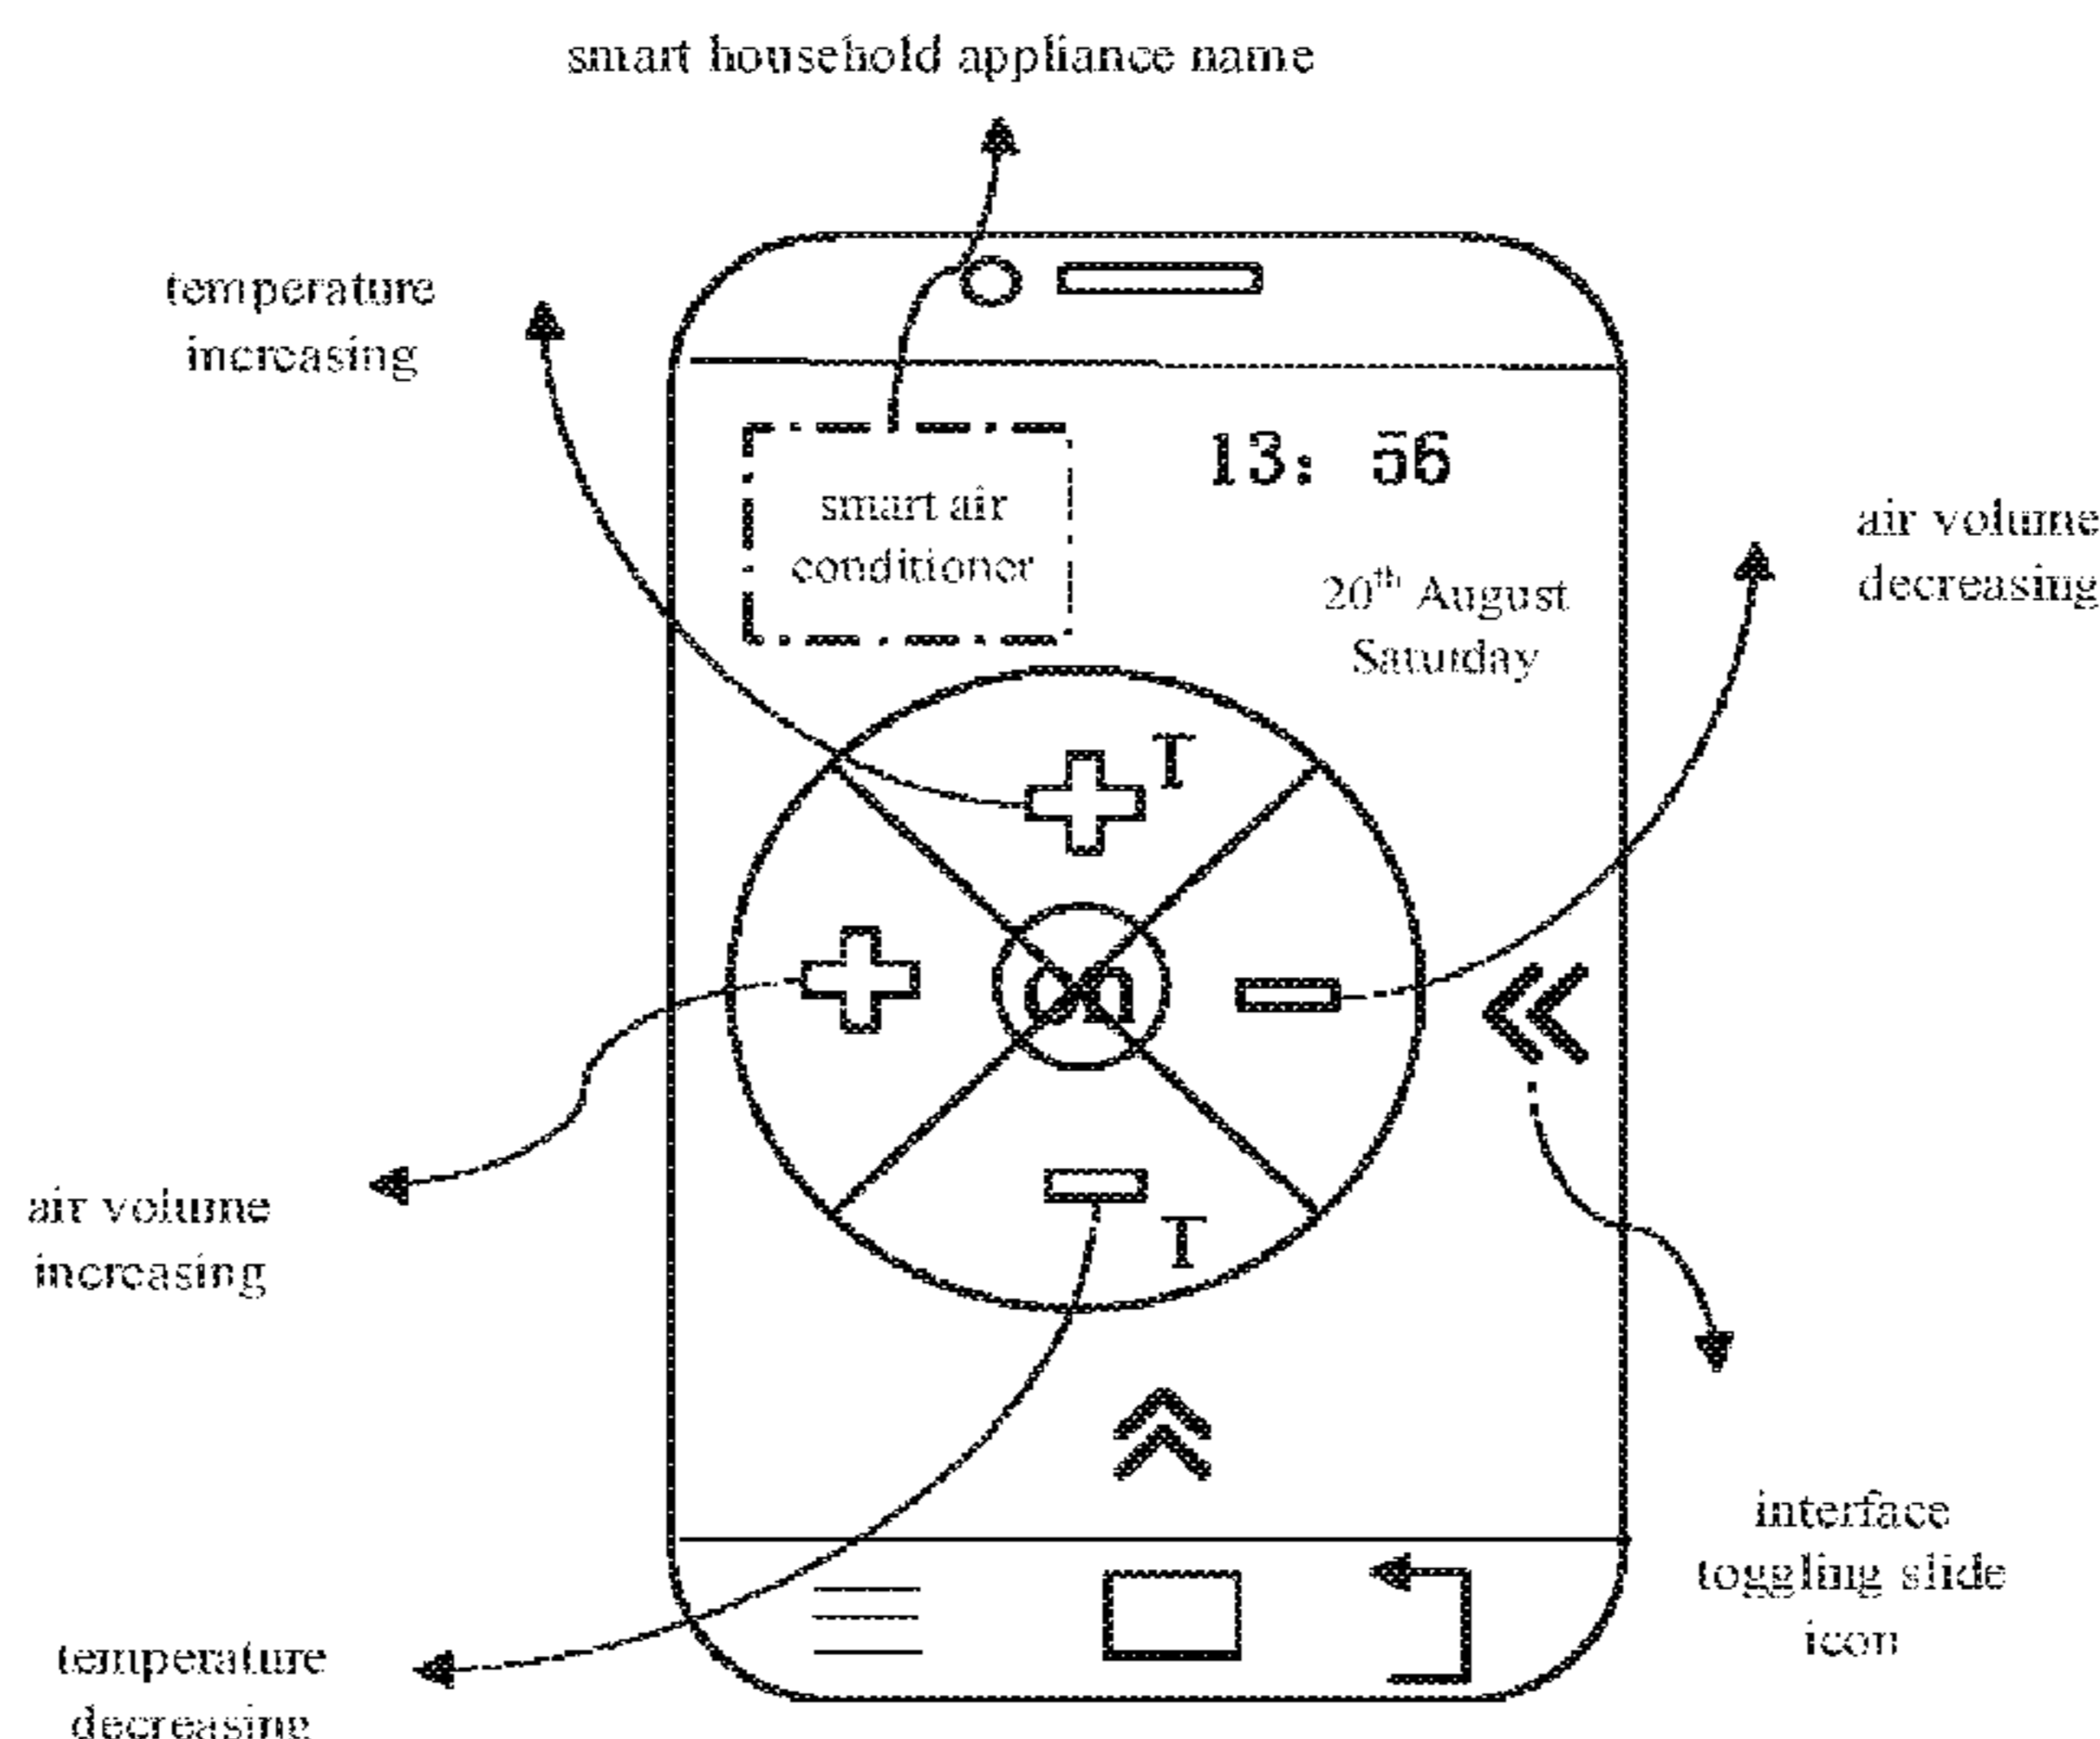 smart household appliance name
temperature
increasing
13: 56
smart air
conditioner
air volume
decreasing
20th August
Saturday
T
on
air volume
increasing
T
interface
toggling slide
icon
temperature
decreasing